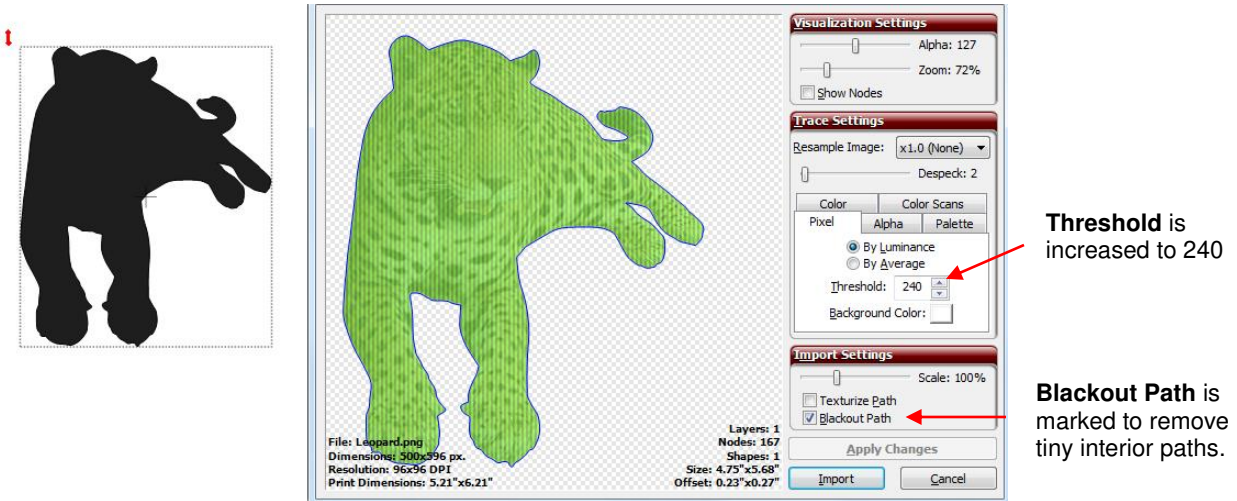 Visualization Settings
Alpha: 127
Zoom: 72%
Show Nodes
Trace Settings
Resample Image: x1.0 (None)
Despeck: 2
Color Color Scans
Pixel Alpha Palette
By Luminance
By Average
Threshold: 240
Background Color:
Import Settings
Scale: 100%
Texturize Path
Blackout Path
Apply Changes
Import Cancel
File: Leopard.png
Dimensions: 500x596 px.
Resolution: 96x96 DPI
Print Dimensions: 5.21"x6.21"
Layers: 1
Nodes: 167
Shapes: 1
Size: 4.75"x5.68"
Offset: 0.23"x0.27"
Threshold is
increased to 240
Blackout Path is
marked to remove
tiny interior paths.